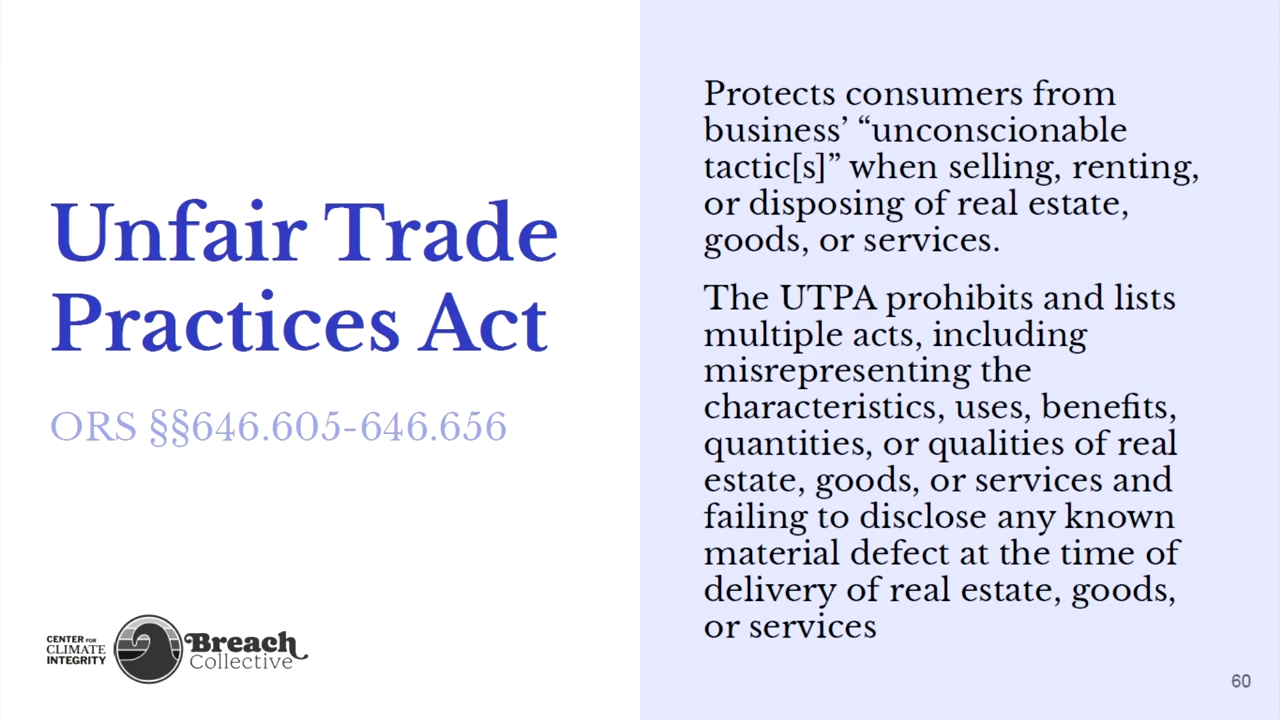 Unfair Trade
Practices Act
ORS §§646.605-646.656
CENTER FOR
CLIMATE
INTEGRITY
Breach
Collective
Protects consumers from
business’ “unconscionable
tactic[s]” when selling, renting,
or disposing of real estate,
goods, or services.
The UTPA prohibits and lists
multiple acts, including
misrepresenting the
characteristics, uses, benefits,
quantities, or qualities of real
estate, goods, or services and
failing to disclose any known
material defect at the time of
delivery of real estate, goods,
or services
60